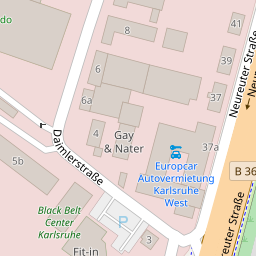 do
8
41
39
37
6
6a
4
Gay
& Nater
37a
Europcar
Autovermietung
Karlsruhe
West
B 36
Neureuter Straße
Daimlerstraße
5b
Black Belt
Center
Karlsruhe
P
Fit-in
3
35
Neureuter Straße